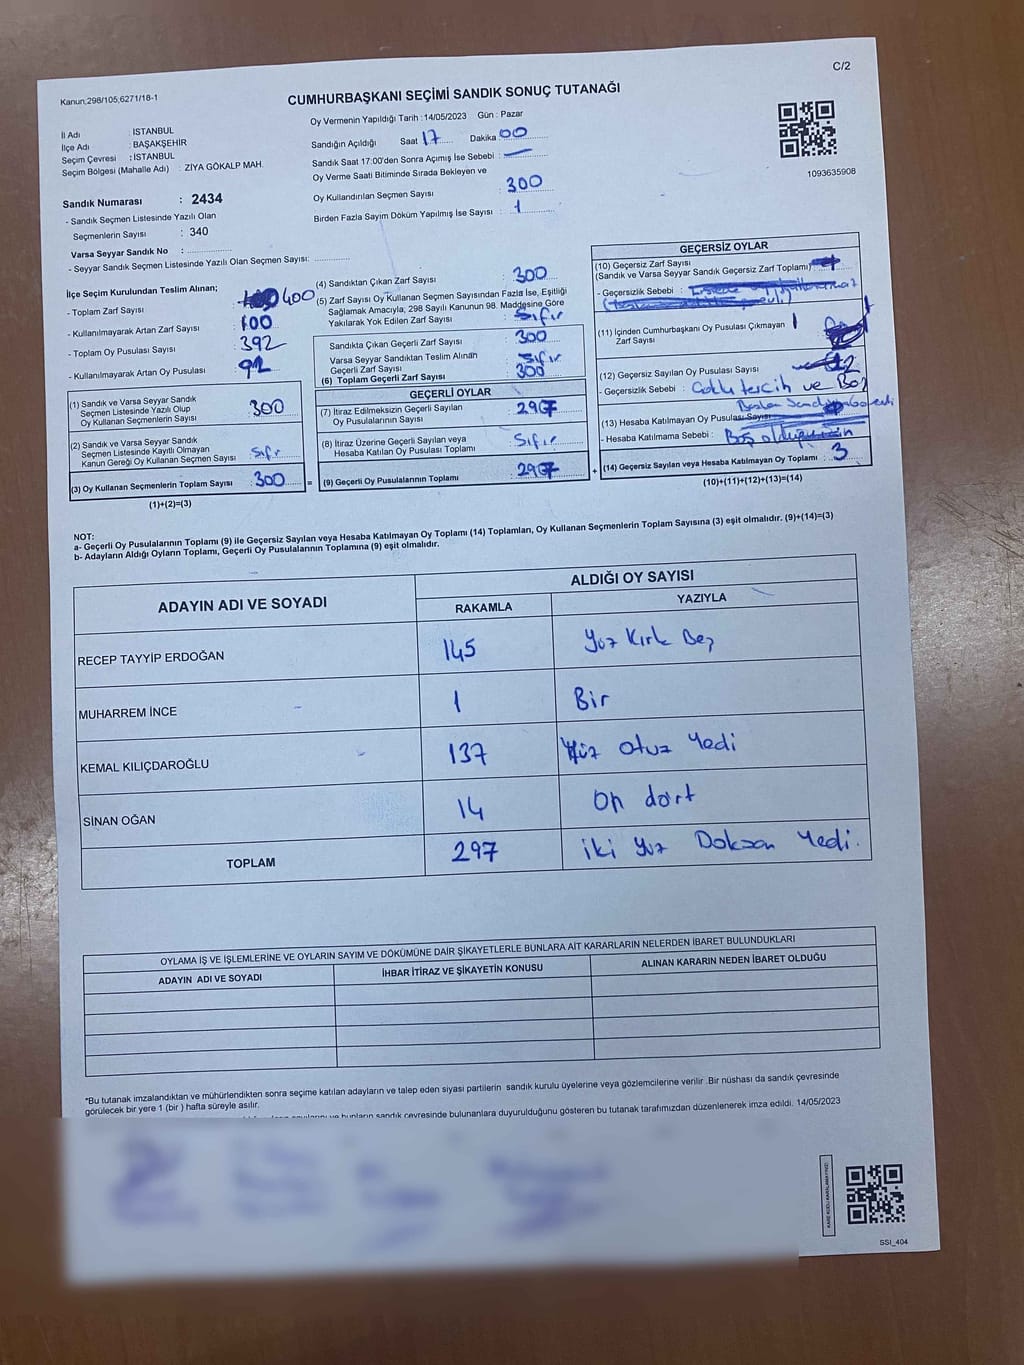 C/2
Kanun;298/105;6271/18-1
CUMHURBAŞKANI SEÇİMİ SANDIK SONUÇ TUTANAĞI
İl Adı : İSTANBUL
İlçe Adı : BAŞAKŞEHİR
Seçim Çevresi : İSTANBUL
Seçim Bölgesi (Mahalle Adı) : ZİYA GÖKALP MAH.
Sandık Numarası : 2434
- Sandık Seçmen Listesinde Yazılı Olan
Seçmenlerin Sayısı : 340
Varsa Seyyar Sandık No :
- Seyyar Sandık Seçmen Listesinde Yazılı Olan Seçmen Sayısı:
Oy Vermenin Yapıldığı Tarih : 14/05/2023 Gün : Pazar
Sandığın Açıldığı Saat 17 Dakika 00
Sandık Saat 17:00'den Sonra Açımış İse Sebebi : —
Oy Verme Saati Bitiminde Sırada Bekleyen ve
Oy Kullandırılan Seçmen Sayısı : 300
Birden Fazla Sayım Döküm Yapılmış İse Sayısı : 1
1093635908
İlçe Seçim Kurulundan Teslim Alınan;
- Toplam Zarf Sayısı : 400
- Kullanılmayarak Artan Zarf Sayısı : 100
- Toplam Oy Pusulası Sayısı : 392
- Kullanılmayarak Artan Oy Pusulası : 92
(1) Sandık ve Varsa Seyyar Sandık
Seçmen Listesinde Yazılı Olup
Oy Kullanan Seçmenlerin Sayısı : 300
(2) Sandık ve Varsa Seyyar Sandık
Seçmen Listesinde Kayıtlı Olmayan
Kanun Gereği Oy Kullanan Seçmen Sayısı : Sıfır
(3) Oy Kullanan Seçmenlerin Toplam Sayısı : 300
(1)+(2)=(3)
(4) Sandıktan Çıkan Zarf Sayısı : 300
(5) Zarf Sayısı Oy Kullanan Seçmen Sayısından Fazla İse, Eşitliği
Sağlamak Amacıyla, 298 Sayılı Kanunun 98. Maddesine Göre
Yakılarak Yok Edilen Zarf Sayısı : Sıfır
Sandıkta Çıkan Geçerli Zarf Sayısı : 300
Varsa Seyyar Sandıktan Teslim Alınan
Geçerli Zarf Sayısı : Sıfır
(6) Toplam Geçerli Zarf Sayısı : 300
GEÇERLİ OYLAR
(7) İtiraz Edilmeksizin Geçerli Sayılan
Oy Pusulalarının Sayısı : 297
(8) İtiraz Üzerine Geçerli Sayılan veya
Hesaba Katılan Oy Pusulası Toplamı : Sıfır
= (9) Geçerli Oy Pusulalarının Toplamı : 297 +
GEÇERSİZ OYLAR
(10) Geçersiz Zarf Sayısı
(Sandık ve Varsa Seyyar Sandık Geçersiz Zarf Toplamı) :
- Geçersizlik Sebebi :
(11) İçinden Cumhurbaşkanı Oy Pusulası Çıkmayan
Zarf Sayısı : 1
(12) Geçersiz Sayılan Oy Pusulası Sayısı : 2
- Geçersizlik Sebebi : Çoklu tercih ve Boş
(13) Hesaba Katılmayan Oy Pusulası Sayısı
- Hesaba Katılmama Sebebi :
(14) Geçersiz Sayılan veya Hesaba Katılmayan Oy Toplamı : 3
(10)+(11)+(12)+(13)=(14)
NOT:
a- Geçerli Oy Pusulalarının Toplamı (9) ile Geçersiz Sayılan veya Hesaba Katılmayan Oy Toplamı (14) Toplamları, Oy Kullanan Seçmenlerin Toplam Sayısına (3) eşit olmalıdır. (9)+(14)=(3)
b- Adayların Aldığı Oyların Toplamı, Geçerli Oy Pusulalarının Toplamına (9) eşit olmalıdır.
ADAYIN ADI VE SOYADI ALDIĞI OY SAYISI
RAKAMLA YAZIYLA
RECEP TAYYİP ERDOĞAN 145 Yüz Kırk Beş
MUHARREM İNCE 1 Bir
KEMAL KILIÇDAROĞLU 137 Yüz otuz Yedi
SİNAN OĞAN 14 On dört
TOPLAM 297 iki Yüz Doksan Yedi.
OYLAMA İŞ VE İŞLEMLERİNE VE OYLARIN SAYIM VE DÖKÜMÜNE DAİR ŞİKAYETLERLE BUNLARA AİT KARARLARIN NELERDEN İBARET BULUNDUKLARI
ADAYIN ADI VE SOYADI İHBAR İTİRAZ VE ŞİKAYETİN KONUSU ALINAN KARARIN NEDEN İBARET OLDUĞU
*Bu tutanak imzalandıktan ve mühürlendikten sonra seçime katılan adayların ve talep eden siyasi partilerin sandık kurulu üyelerine veya gözlemcilerine verilir .Bir nüshası da sandık çevresinde
görülecek bir yere 1 (bir ) hafta süreyle asılır.
ve bunların sandık çevresinde bulunanlara duyurulduğunu gösteren bu tutanak tarafımızdan düzenlenerek imza edildi. 14/05/2023
SSI_404